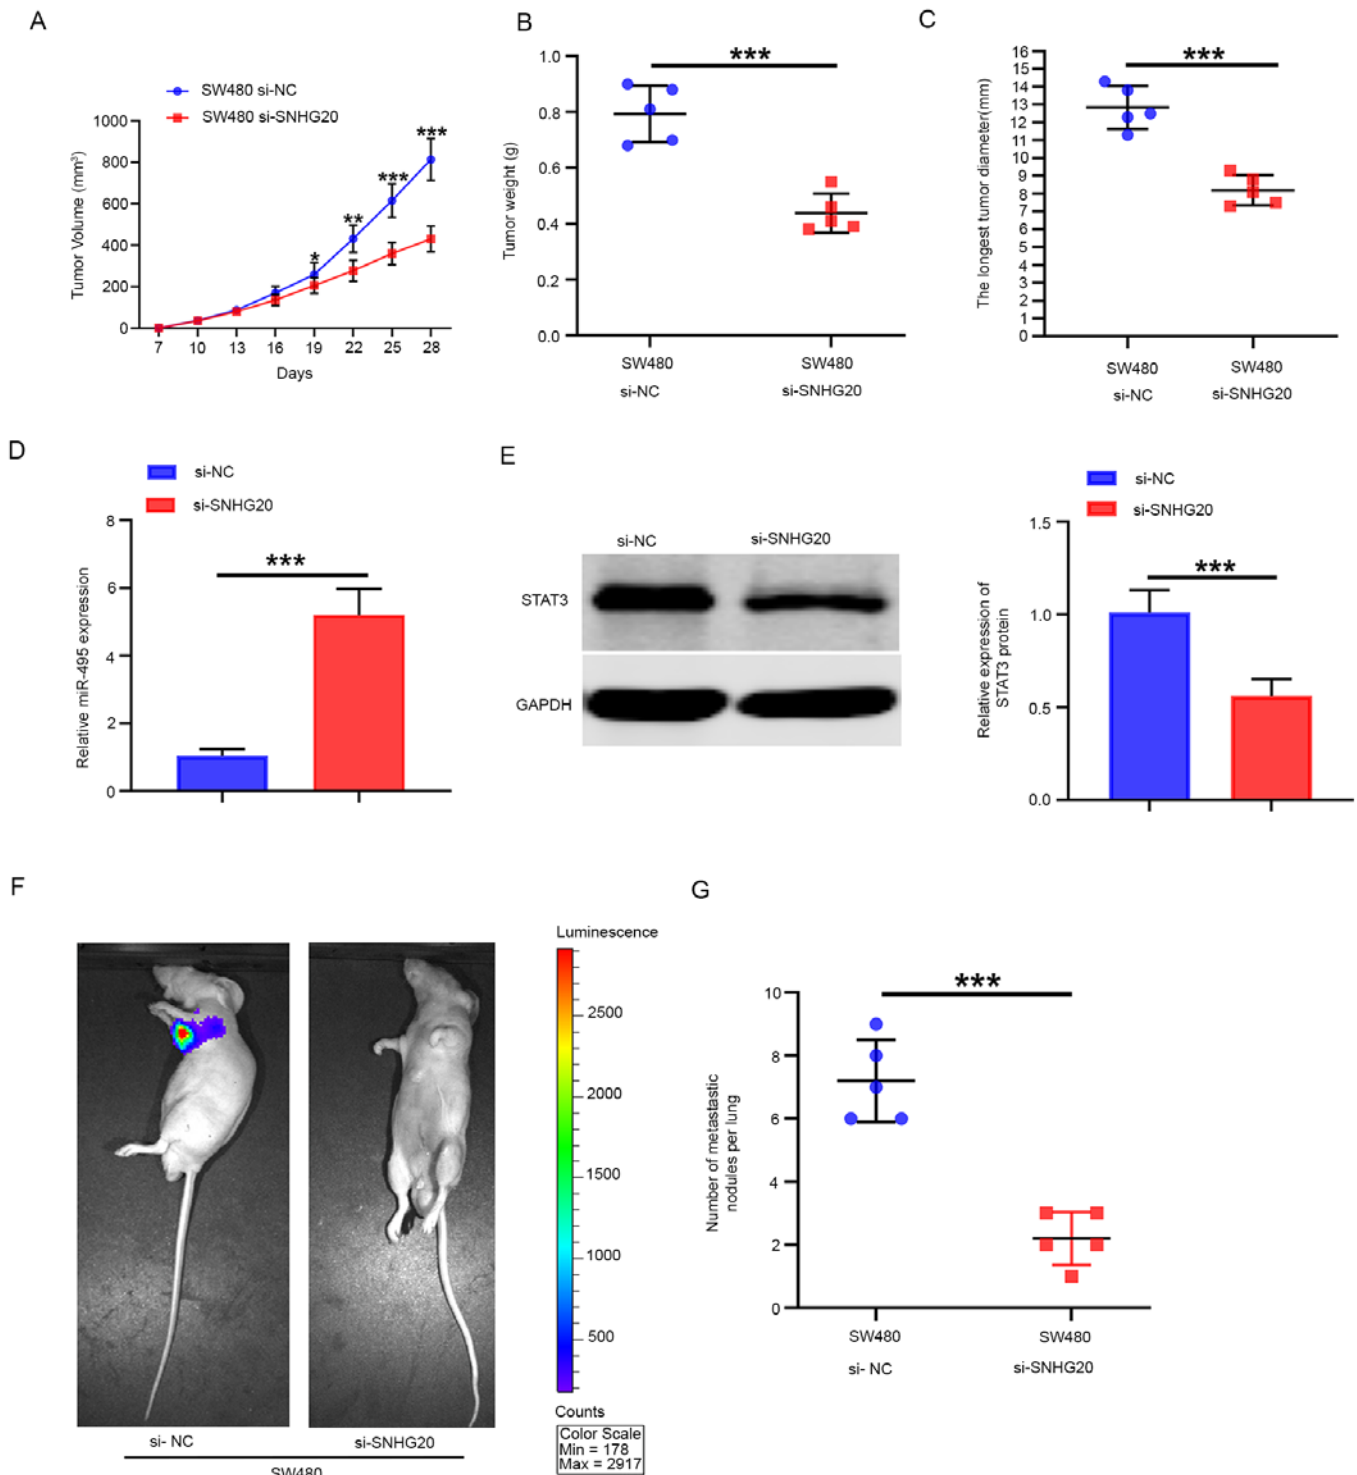 A
SW480 si-NC
SW480 si-SNHG20
Tumor Volume (mm³)
1000
800
600
400
200
0
*
**
***
***
7 10 13 16 19 22 25 28
Days
B
***
Tumor weight (g)
1.0
0.8
0.6
0.4
0.2
0.0
SW480 SW480
si-NC si-SNHG20
C
***
The longest tumor diameter(mm)
16
15
14
13
12
11
10
9
8
7
6
5
4
3
2
1
0
SW480 SW480
si-NC si-SNHG20
D
si-NC
si-SNHG20
***
Relative miR-495 expression
8
6
4
2
0
E
si-NC si-SNHG20
STAT3
GAPDH
si-NC
si-SNHG20
***
Relative expression of
STAT3 protein
1.5
1.0
0.5
0.0
F
si- NC si-SNHG20
SW480
Luminescence
2500
2000
1500
1000
500
Counts
Color Scale
Min = 178
Max = 2917
G
***
Number of metastastic
nodules per lung
10
8
6
4
2
0
SW480 SW480
si- NC si-SNHG20